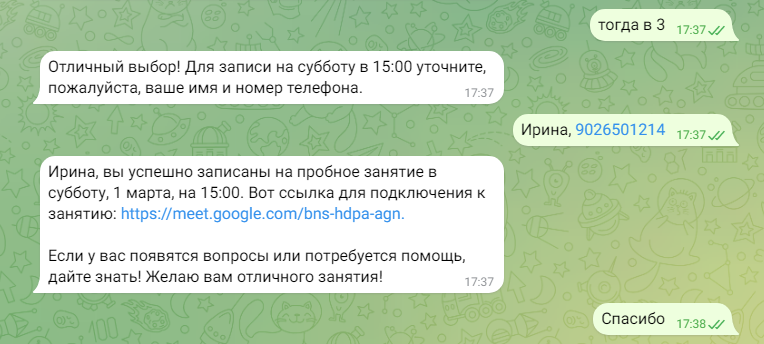 тогда в 3
17:37
Отличный выбор! Для записи на субботу в 15:00 уточните,
пожалуйста, ваше имя и номер телефона.
17:37
Ирина, 9026501214
17:37
Ирина, вы успешно записаны на пробное занятие в
субботу, 1 марта, на 15:00. Вот ссылка для подключения к
занятию: https://meet.google.com/bns-hdpa-agn.
Если у вас появятся вопросы или потребуется помощь,
дайте знать! Желаю вам отличного занятия!
17:37
Спасибо
17:38